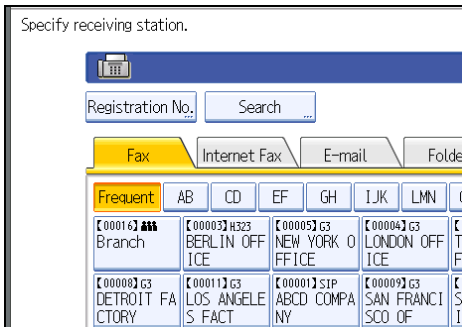 Specify receiving station.
Registration No. Search
Fax Internet Fax E-mail Folde
Frequent AB CD EF GH IJK LMN
【00016】 【00003】H323 【00005】G3 【00004】G3
Branch BERLIN OFF NEW YORK O LONDON OFF
ICE FFICE ICE
【00008】G3 【00011】G3 【00001】SIP 【00009】G3
DETROIT FA LOS ANGELE ABCD COMPA SAN FRANCI
CTORY S FACT NY SCO OF